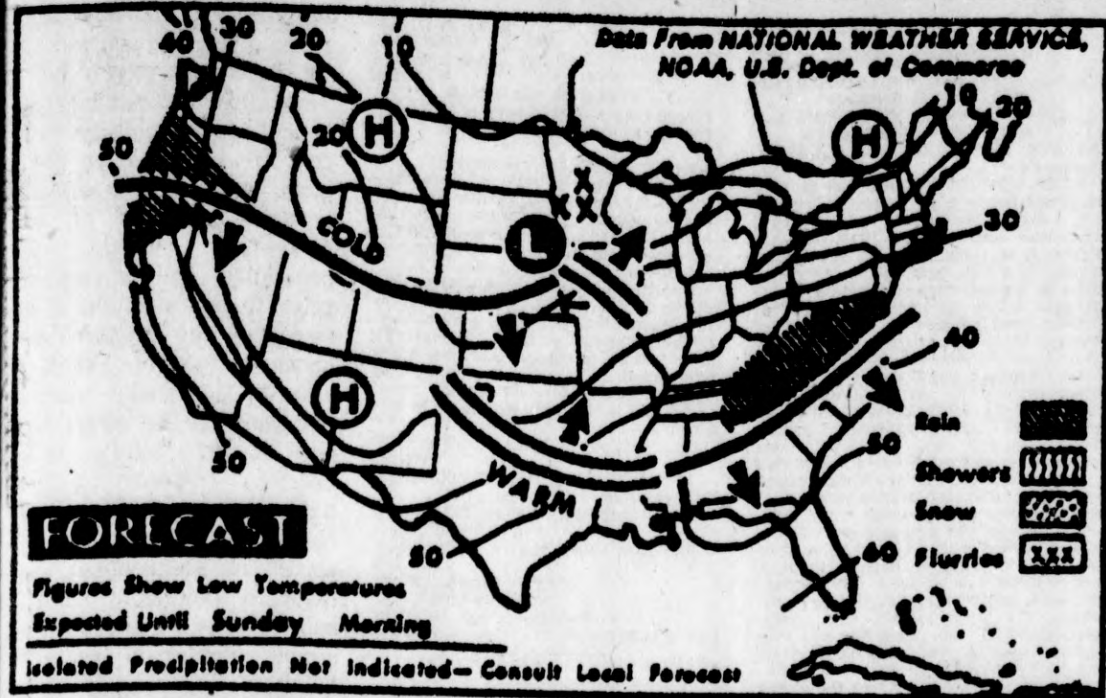 Data From NATIONAL WEATHER SERVICE,
NOAA, U.S. Dept. of Commerce
40 30 20 10
10 20
50
H
H
20
COLD
L
XXX
30
H
40
50
50
WARM
50
60
Rain
Showers
Snow
Flurries XXX
FORECAST
Figures Show Low Temperatures
Expected Until Sunday Morning
Isolated Precipitation Not Indicated— Consult Local Forecast